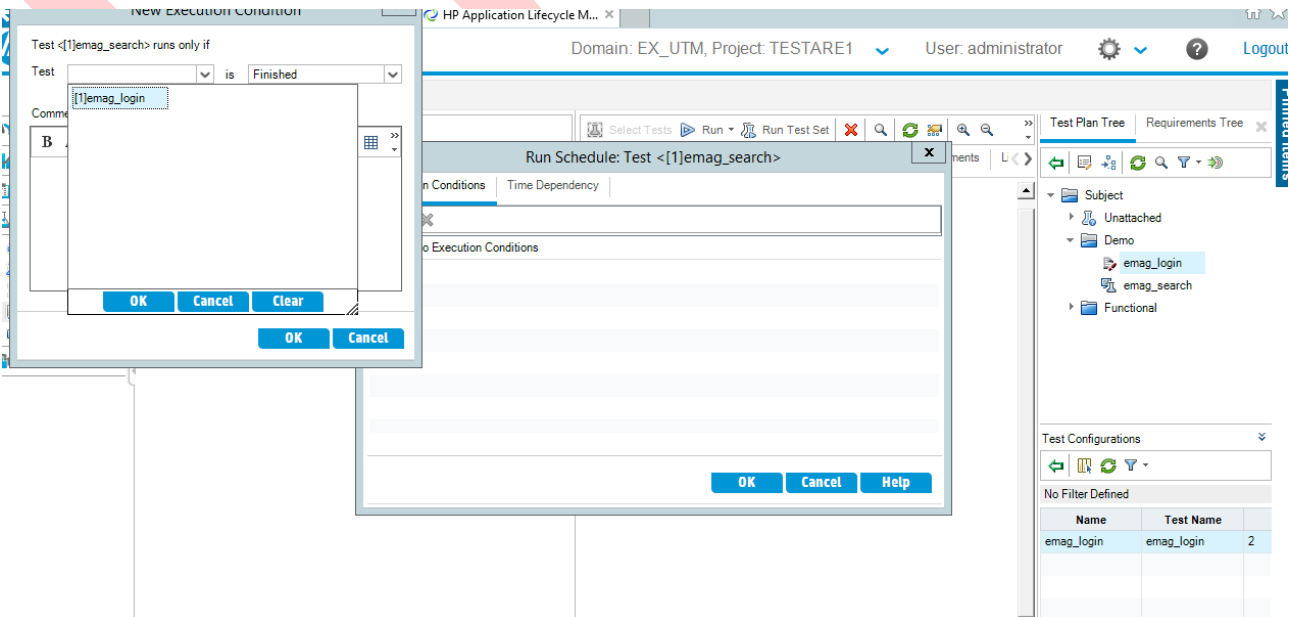 New Execution Condition
HP Application Lifecycle M...
Test <[1]emag_search> runs only if
Domain: EX_UTM, Project: TESTARE1
User: administrator
Logout
Test
is
Finished
[1]emag_login
Comme
B
Select Tests
Run
Run Test Set
Test Plan Tree
Requirements Tree
Pinned Items
Run Schedule: Test <[1]emag_search>
x
n Conditions
Time Dependency
ments
o Execution Conditions
Subject
Unattached
Demo
emag_login
emag_search
Functional
OK
Cancel
Clear
OK
Cancel
Test Configurations
OK
Cancel
Help
No Filter Defined
Name
Test Name
emag_login
emag_login
2